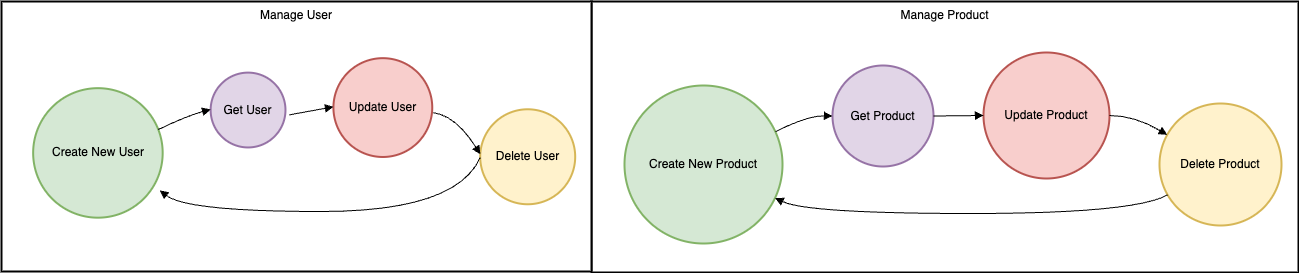 Manage User
Create New User
Get User
Update User
Delete User
Manage Product
Create New Product
Get Product
Update Product
Delete Product